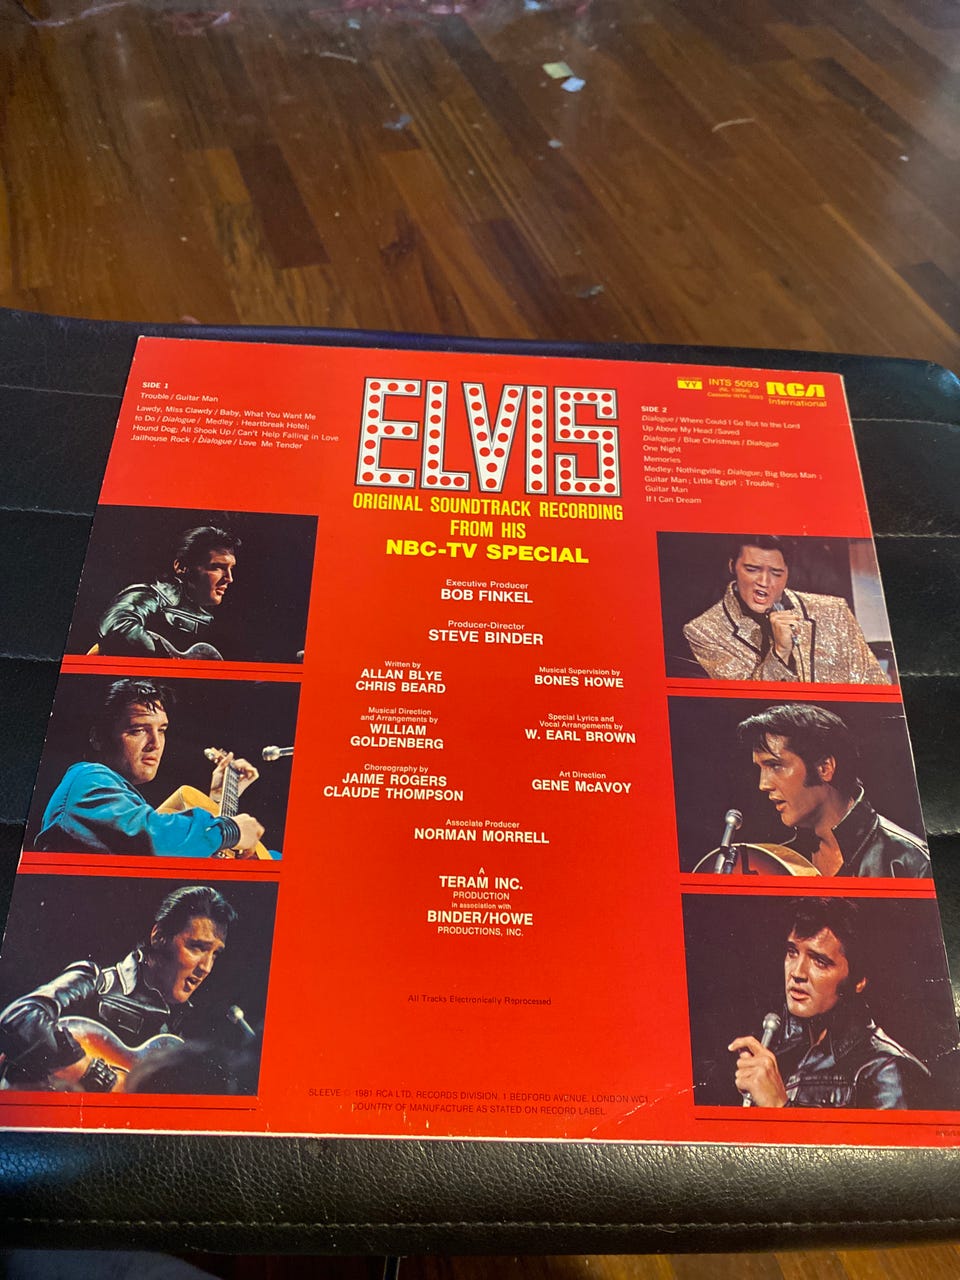 SIDE 1
Trouble / Guitar Man
Lawdy, Miss Clawdy / Baby, What You Want Me
to Do / Dialogue / Medley : Heartbreak Hotel;
Hound Dog; All Shook Up / Can't Help Falling in Love
Jailhouse Rock / Dialogue / Love Me Tender
ELVIS
ORIGINAL SOUNDTRACK RECORDING
FROM HIS
NBC-TV SPECIAL
YY
INTS 5093
RCA
International
SIDE 2
Dialogue / Where Could I Go But to the Lord
Up Above My Head / Saved
Dialogue / Blue Christmas / Dialogue
One Night
Memories
Medley: Nothingville ; Dialogue; Big Boss Man ;
Guitar Man ; Little Egypt ; Trouble ;
Guitar Man
If I Can Dream
Executive Producer
BOB FINKEL
Producer-Director
STEVE BINDER
Written by
ALLAN BLYE
CHRIS BEARD
Musical Supervision by
BONES HOWE
Musical Direction
and Arrangements by
WILLIAM
GOLDENBERG
Special Lyrics and
Vocal Arrangements by
W. EARL BROWN
Choreography by
JAIME ROGERS
CLAUDE THOMPSON
Art Direction
GENE McAVOY
Associate Producer
NORMAN MORRELL
A
TERAM INC.
PRODUCTION
in association with
BINDER/HOWE
PRODUCTIONS, INC.
All Tracks Electronically Reprocessed
SLEEVE © 1981 RCA LTD. RECORDS DIVISION, 1 BEDFORD AVENUE, LONDON WC1.
COUNTRY OF MANUFACTURE AS STATED ON RECORD LABEL.